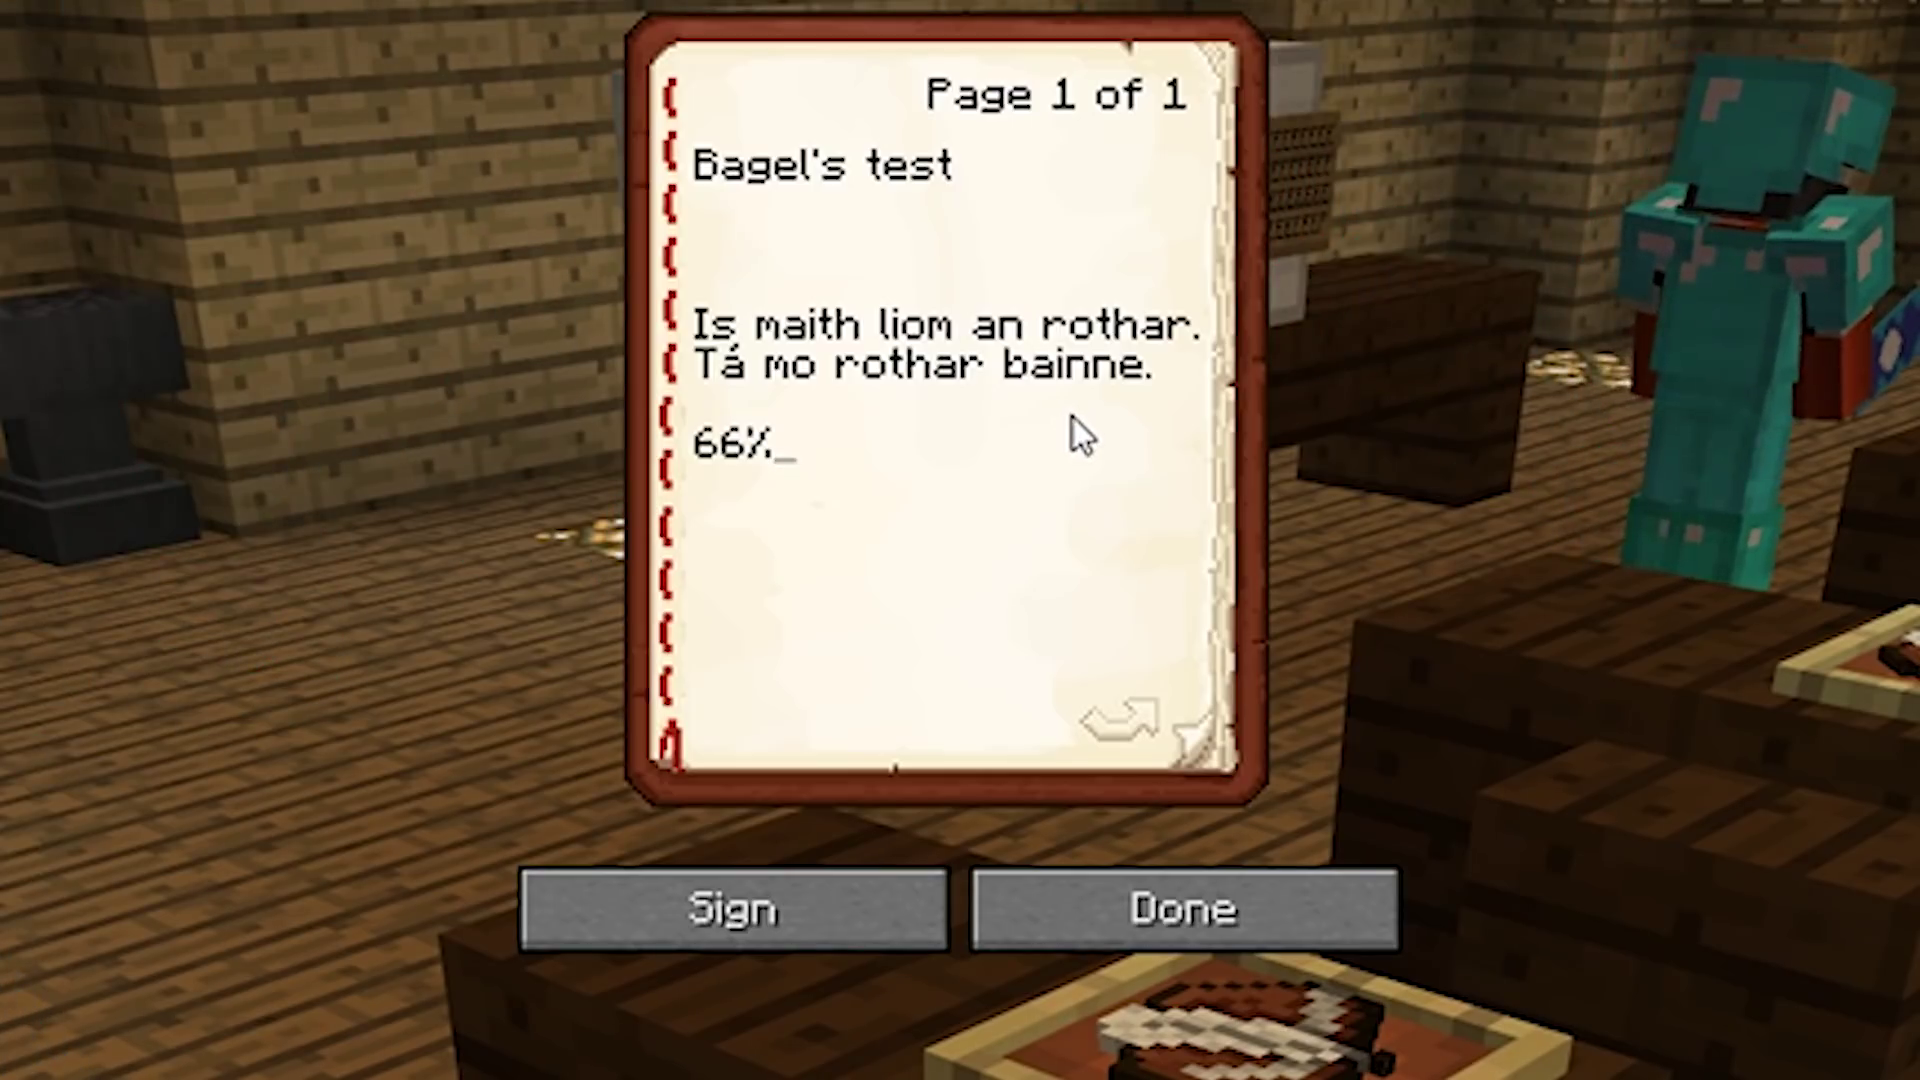 Page 1 of 1
Bagel's test
Is maith liom an rothar.
Tá mo rothar bainne.
66%_
Sign
Done